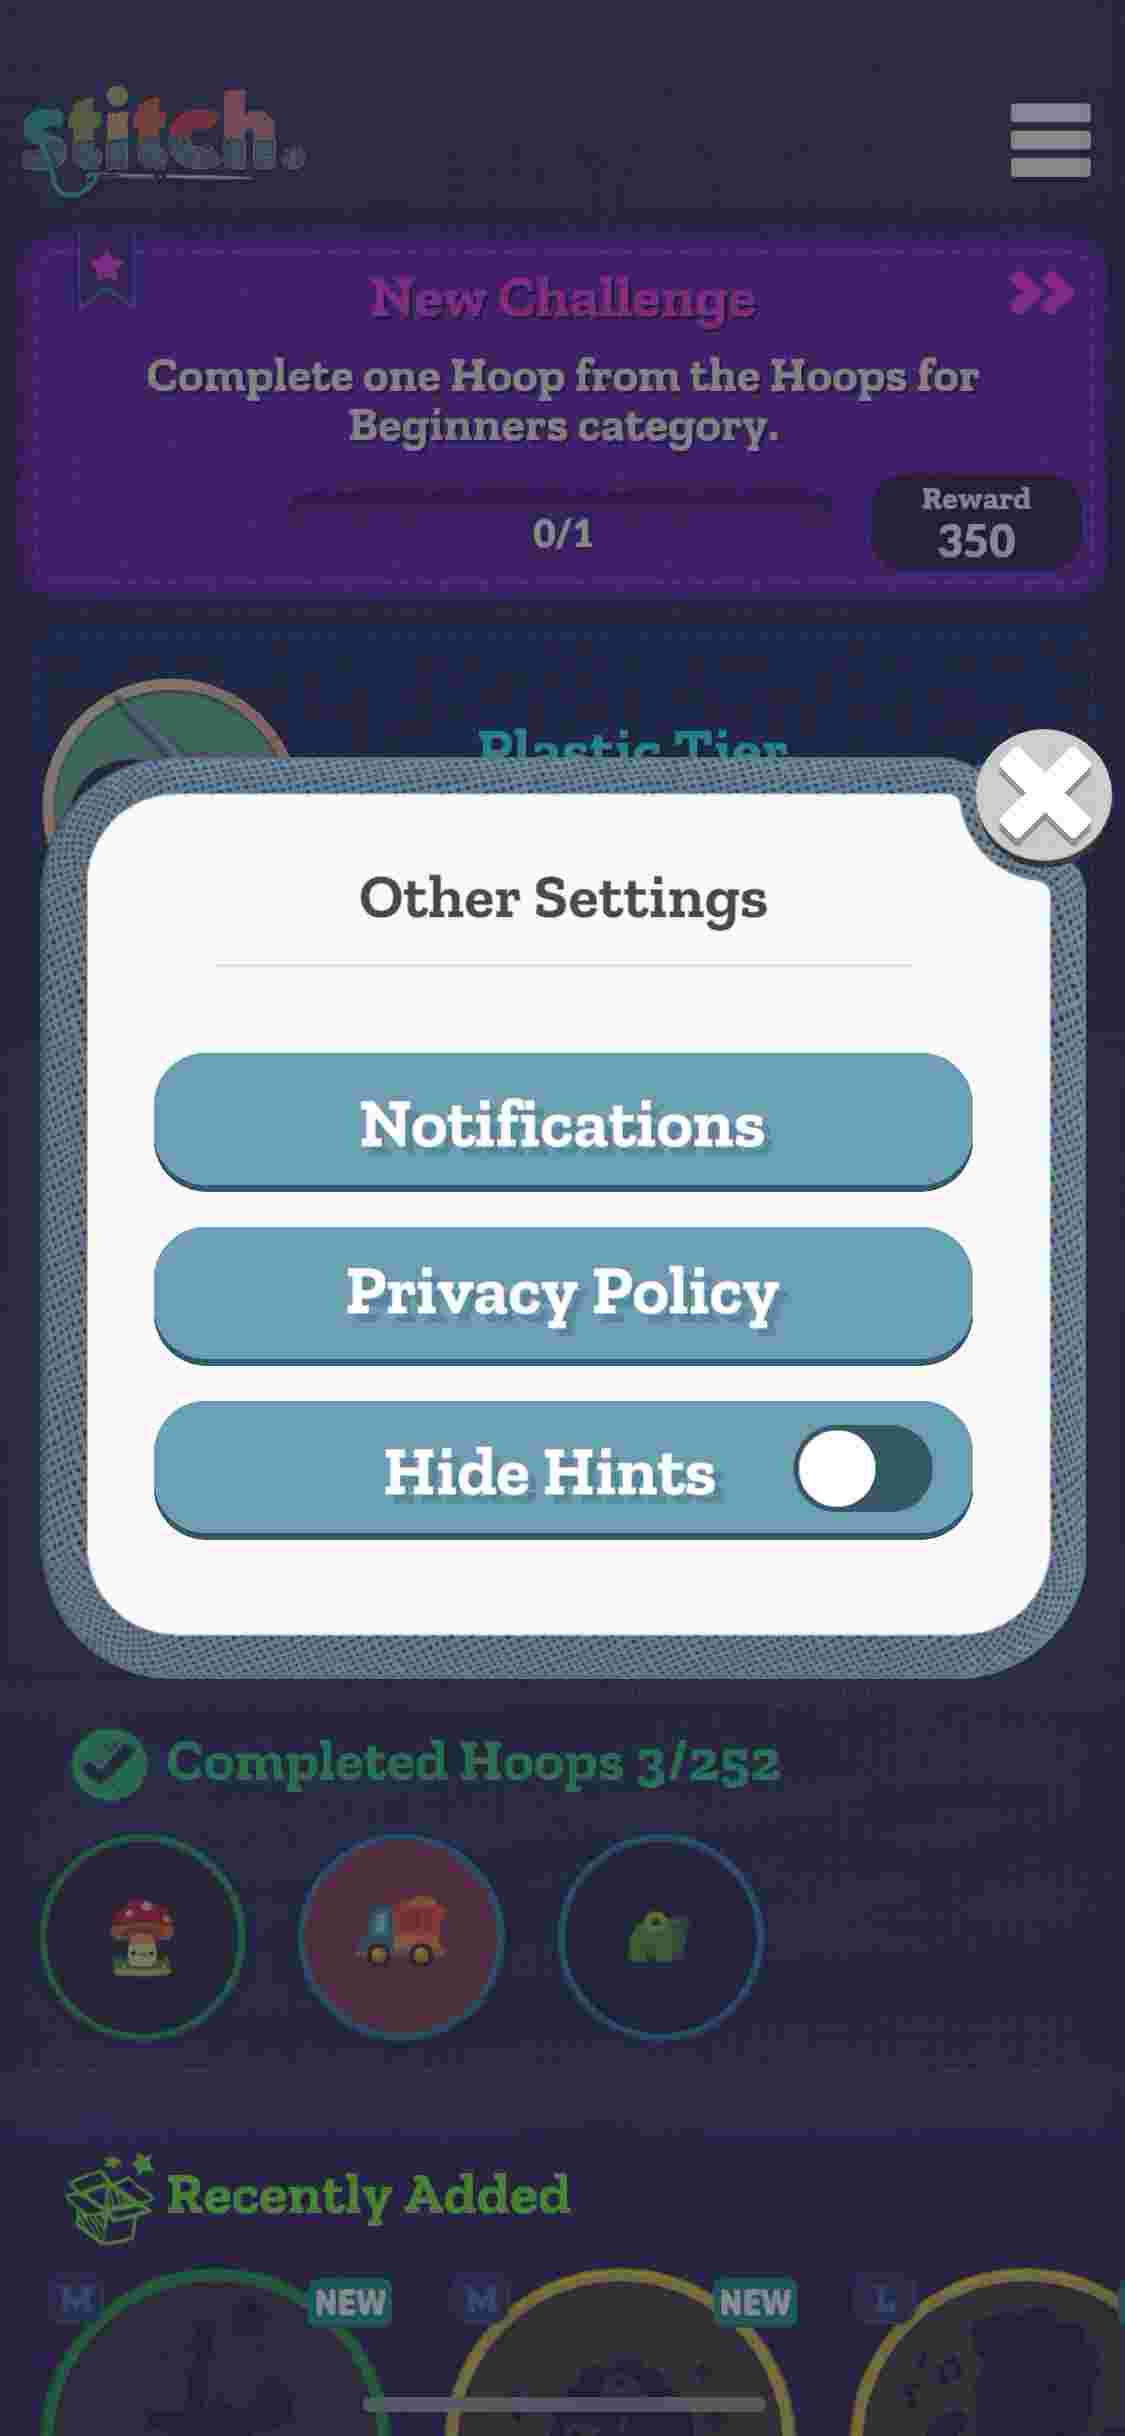 stitch.
New Challenge
Complete one Hoop from the Hoops for
Beginners category.
0/1
Reward
350
Plastic Tier
Other Settings
Notifications
Privacy Policy
Hide Hints
Completed Hoops 3/252
Recently Added
M
NEW
M
NEW
L